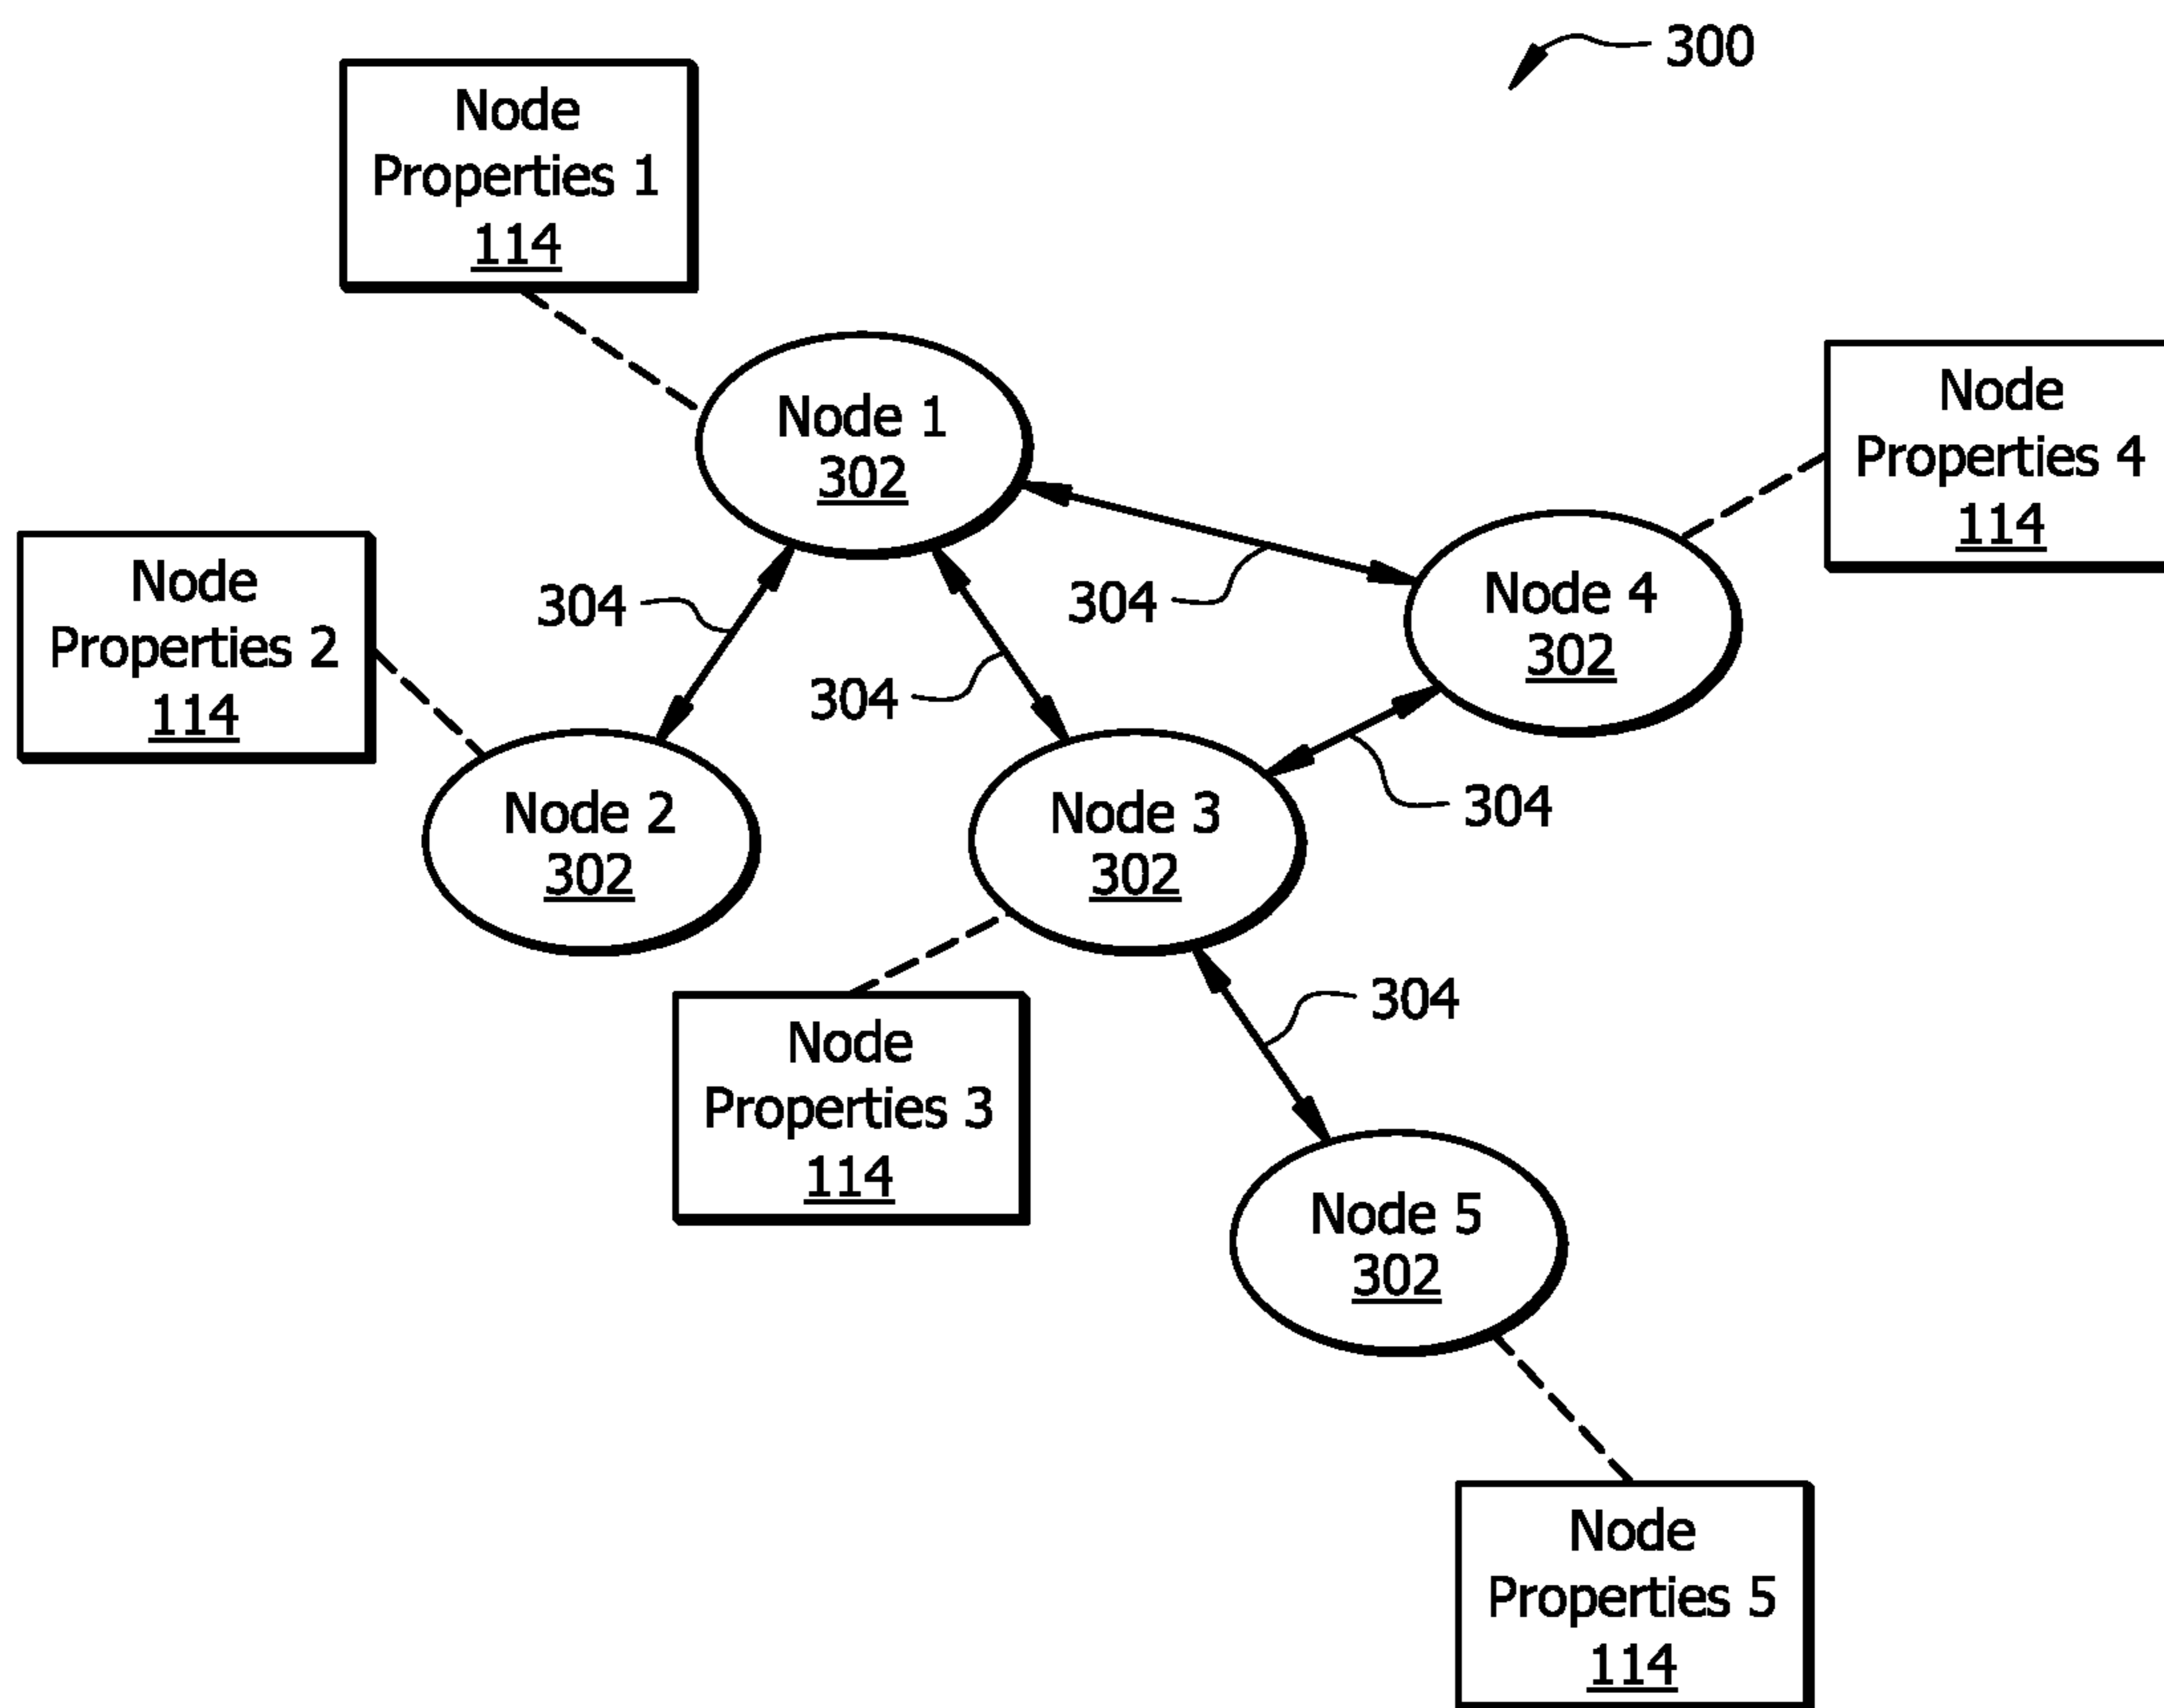 300
Node
Properties 1
114
Node 1
302
Node
Properties 4
114
Node
Properties 2
114
304
304
304
Node 4
302
Node 2
302
Node 3
302
304
Node
Properties 3
114
304
Node 5
302
Node
Properties 5
114